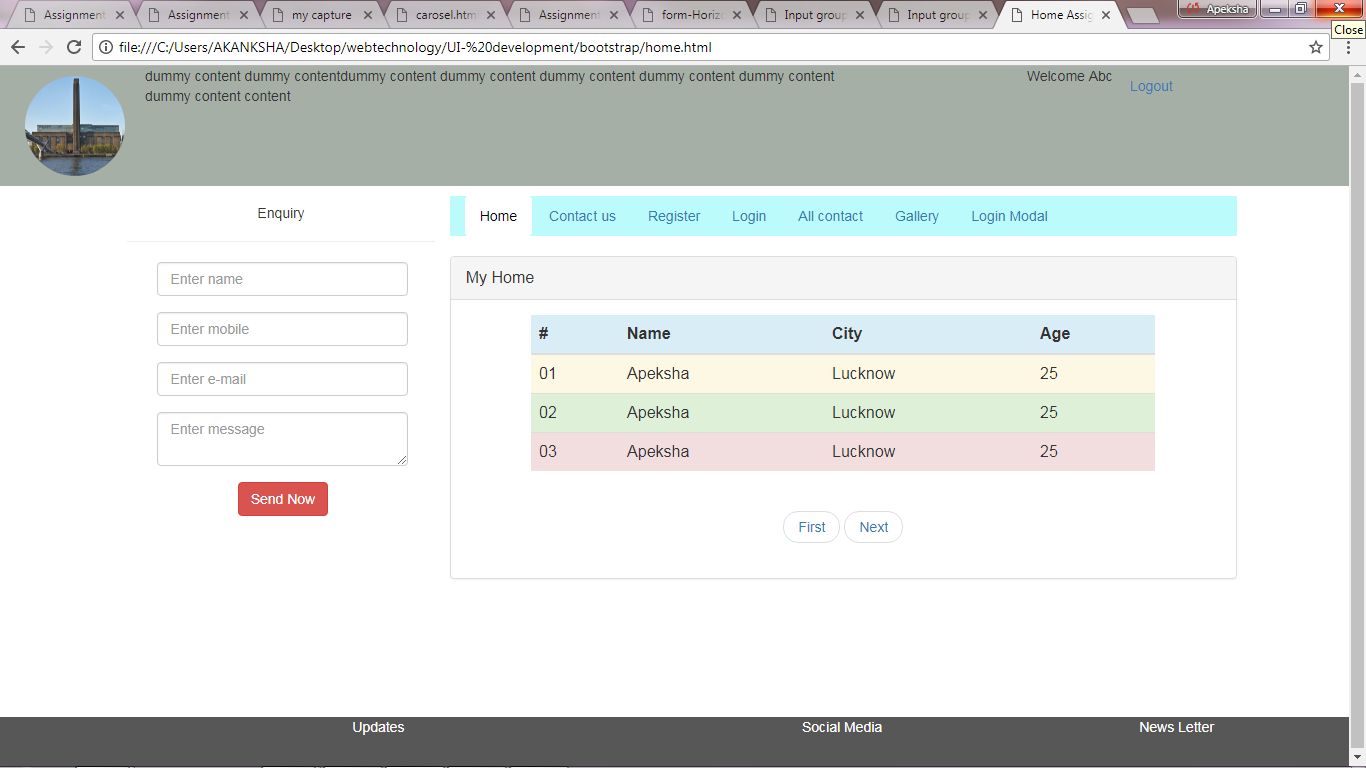 Assignment
Assignment
my capture
carosel.htm
Assignment
form-Horizo
Input group
Input group
Home Assig
Apeksha
Close
file:///C:/Users/AKANKSHA/Desktop/webtechnology/UI-%20development/bootstrap/home.html
dummy content dummy contentdummy content dummy content dummy content dummy content dummy content
dummy content content
Welcome Abc
Logout
Enquiry
Enter name
Enter mobile
Enter e-mail
Enter message
Send Now
Home Contact us Register Login All contact Gallery Login Modal
My Home
# Name City Age
01 Apeksha Lucknow 25
02 Apeksha Lucknow 25
03 Apeksha Lucknow 25
First Next
Updates Social Media News Letter